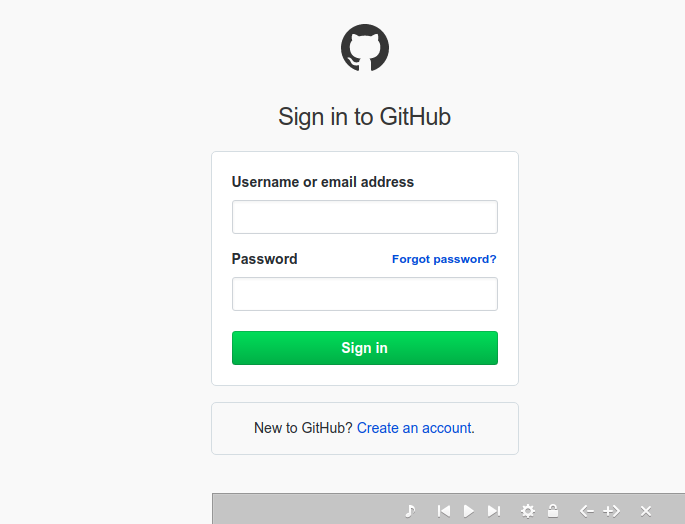 Sign in to GitHub
Username or email address
Password Forgot password?
Sign in
New to GitHub? Create an account.